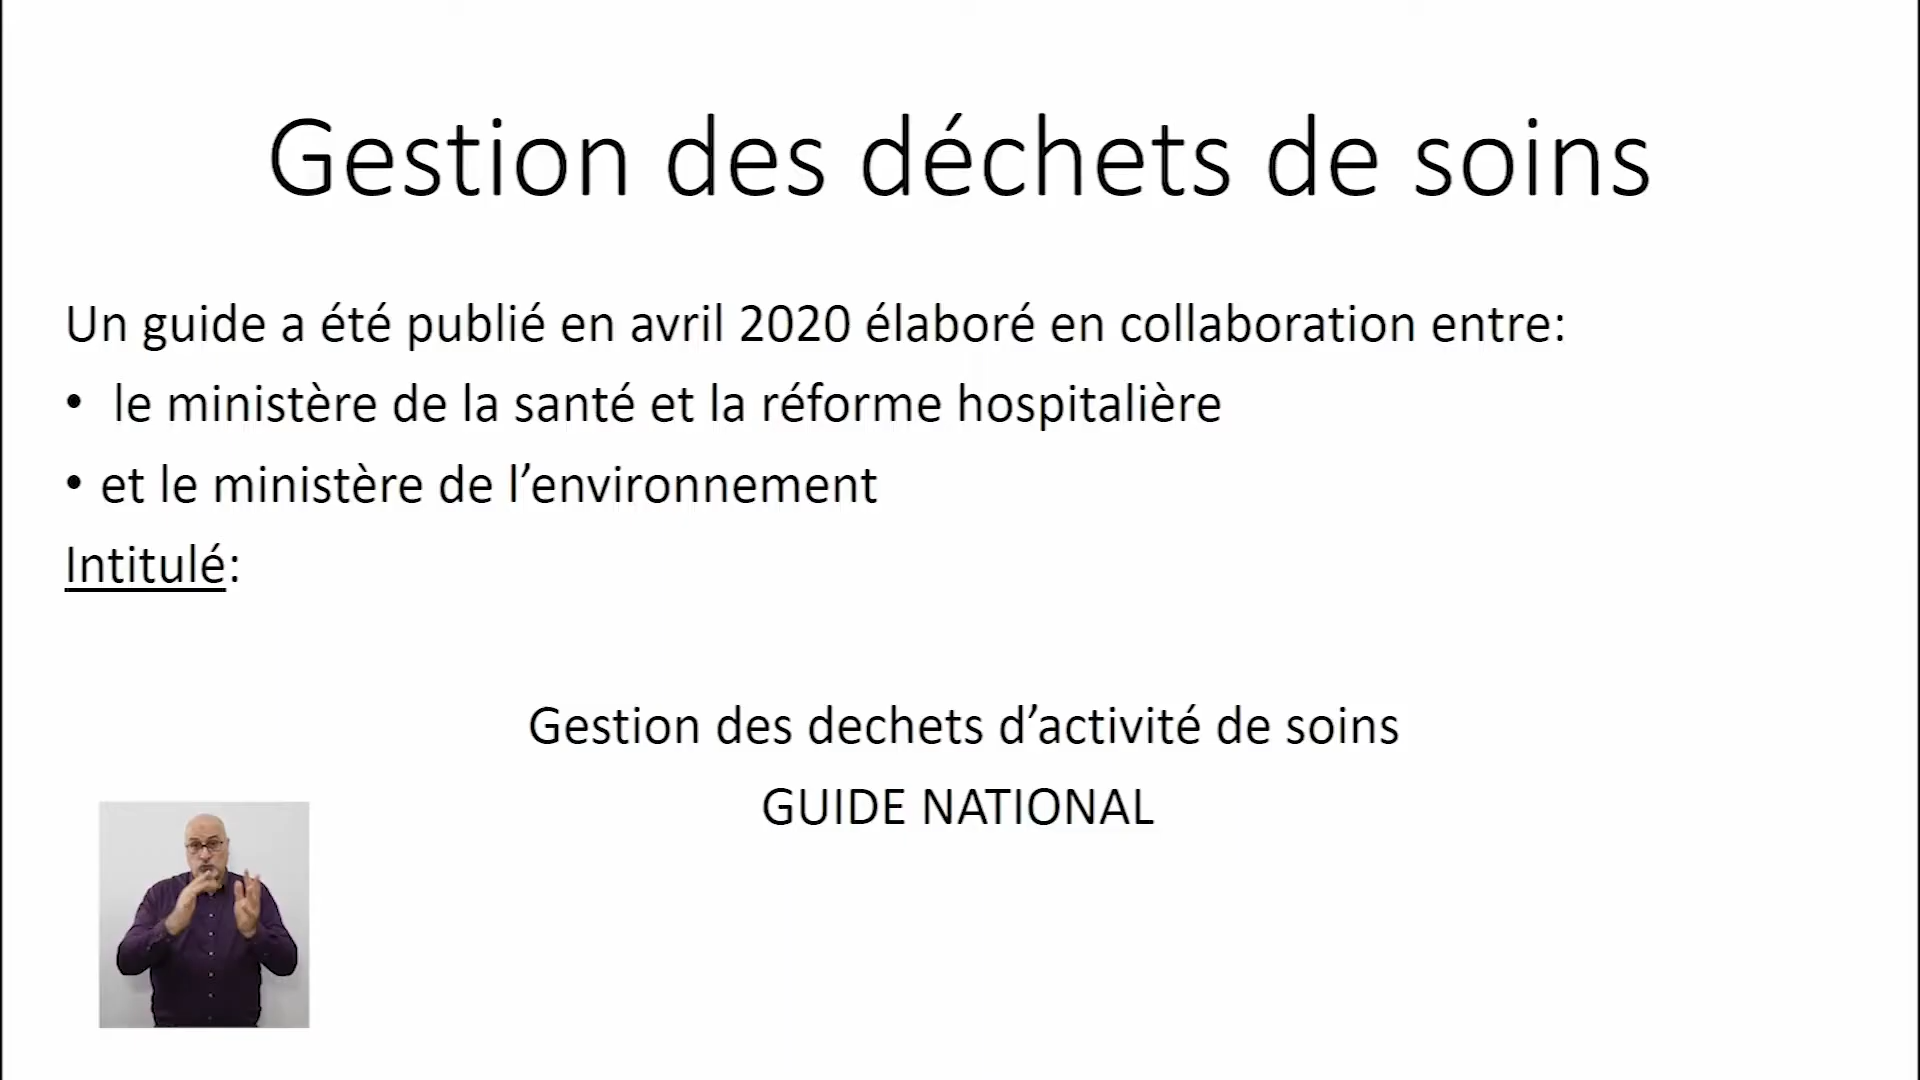 Gestion des déchets de soins
Un guide a été publié en avril 2020 élaboré en collaboration entre:
• le ministère de la santé et la réforme hospitalière
• et le ministère de l’environnement
Intitulé:
Gestion des dechets d’activité de soins
GUIDE NATIONAL